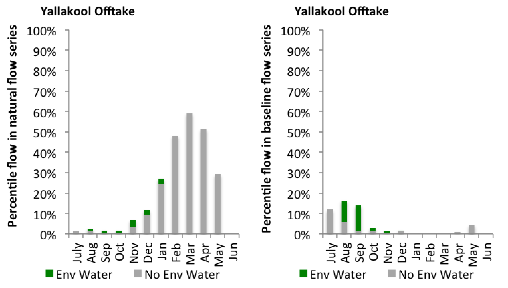 Yallakool Offtake
Percentile flow in natural flow series
100%
90%
80%
70%
60%
50%
40%
30%
20%
10%
0%
July Aug Sep Oct Nov Dec Jan Feb Mar Apr May Jun
Env Water No Env Water
Yallakool Offtake
Percentile flow in baseline flow series
100%
90%
80%
70%
60%
50%
40%
30%
20%
10%
0%
July Aug Sep Oct Nov Dec Jan Feb Mar Apr May Jun
Env Water No Env Water